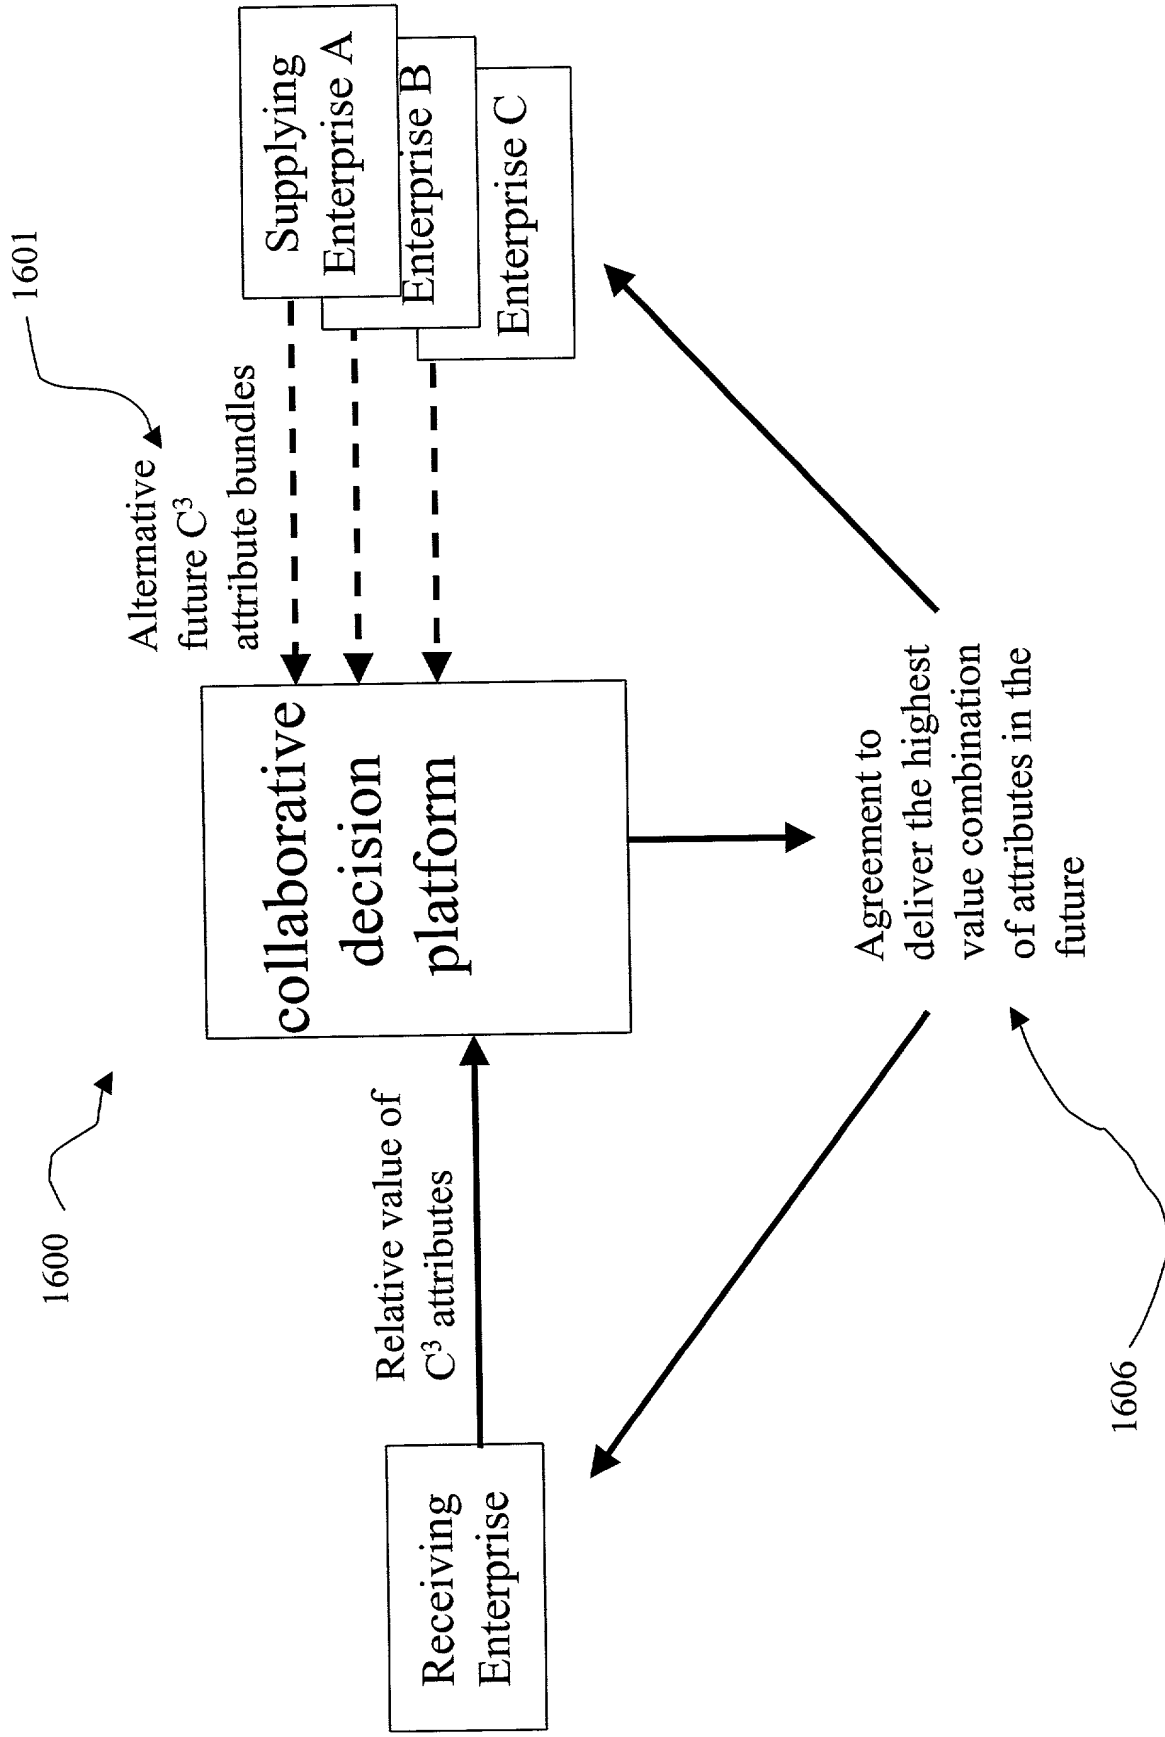 1600
1601
Alternative
future C³
attribute bundles
Supplying
Enterprise A
Enterprise B
Enterprise C
collaborative
decision
platform
Relative value of
C³ attributes
Receiving
Enterprise
Agreement to
deliver the highest
value combination
of attributes in the
future
1606